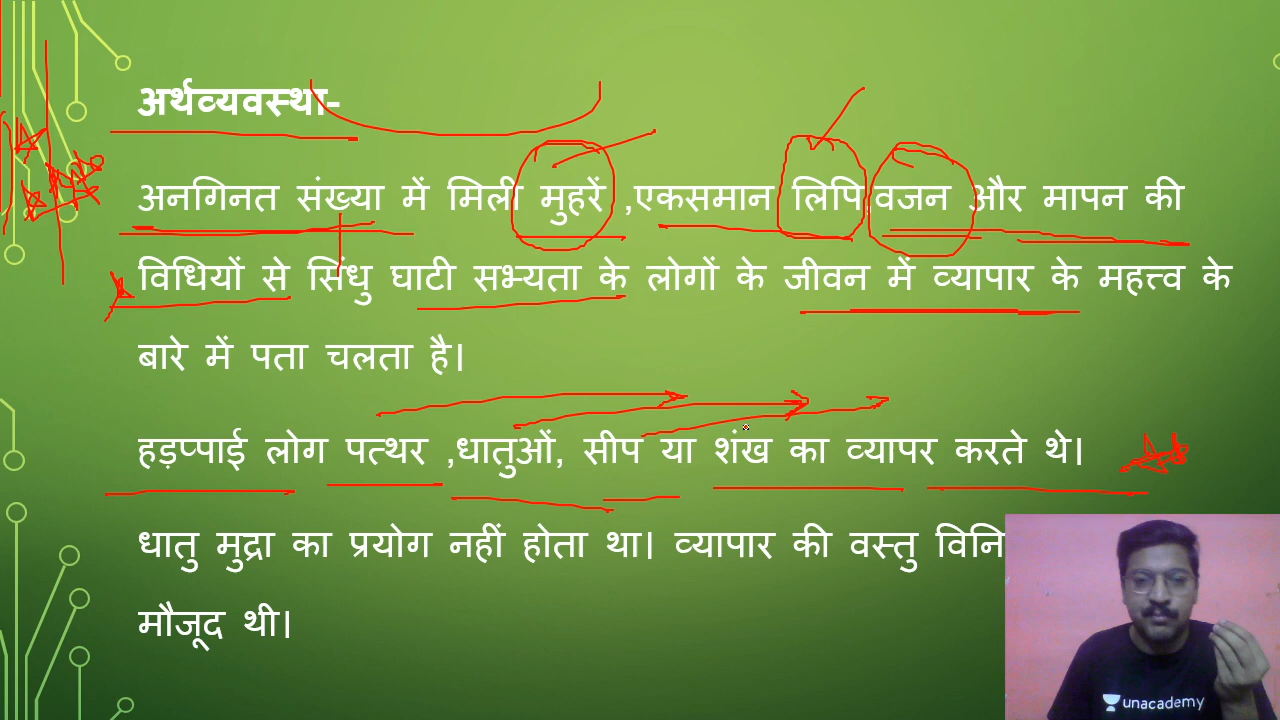 अर्थव्यवस्था-
अनगिनत संख्या में मिली मुहरें ,एकसमान लिपि,वजन और मापन की
विधियों से सिंधु घाटी सभ्यता के लोगों के जीवन में व्यापार के महत्त्व के
बारे में पता चलता है।
हड़प्पाई लोग पत्थर ,धातुओं, सीप या शंख का व्यापर करते थे।
धातु मुद्रा का प्रयोग नहीं होता था। व्यापार की वस्तु
मौजूद थी।
unacademy